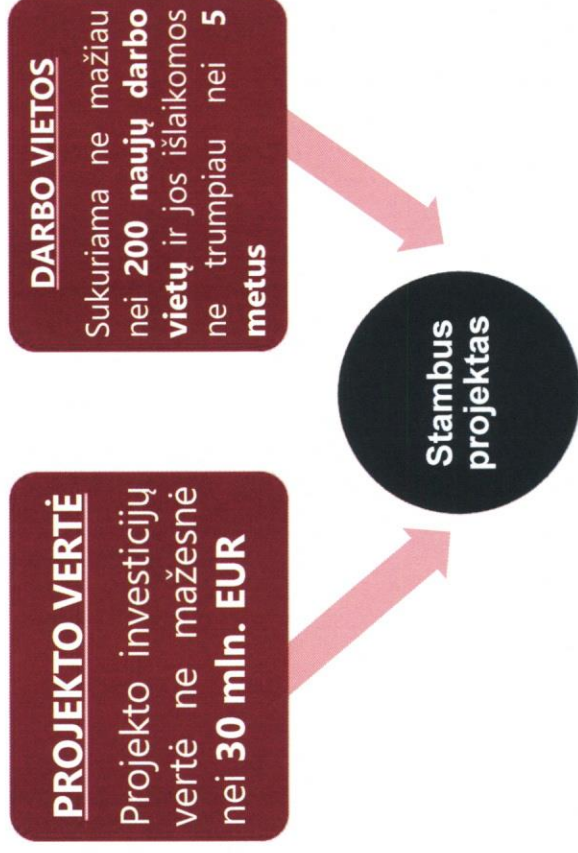 PROJEKTO VERTĖ
Projekto investicijų
vertė ne mažesnė
nei 30 mln. EUR
DARBO VIETOS
Sukuriama ne mažiau
nei 200 naujų darbo
vietų ir jos išlaikomos
ne trumpiau nei 5
metus
Stambus
projektas